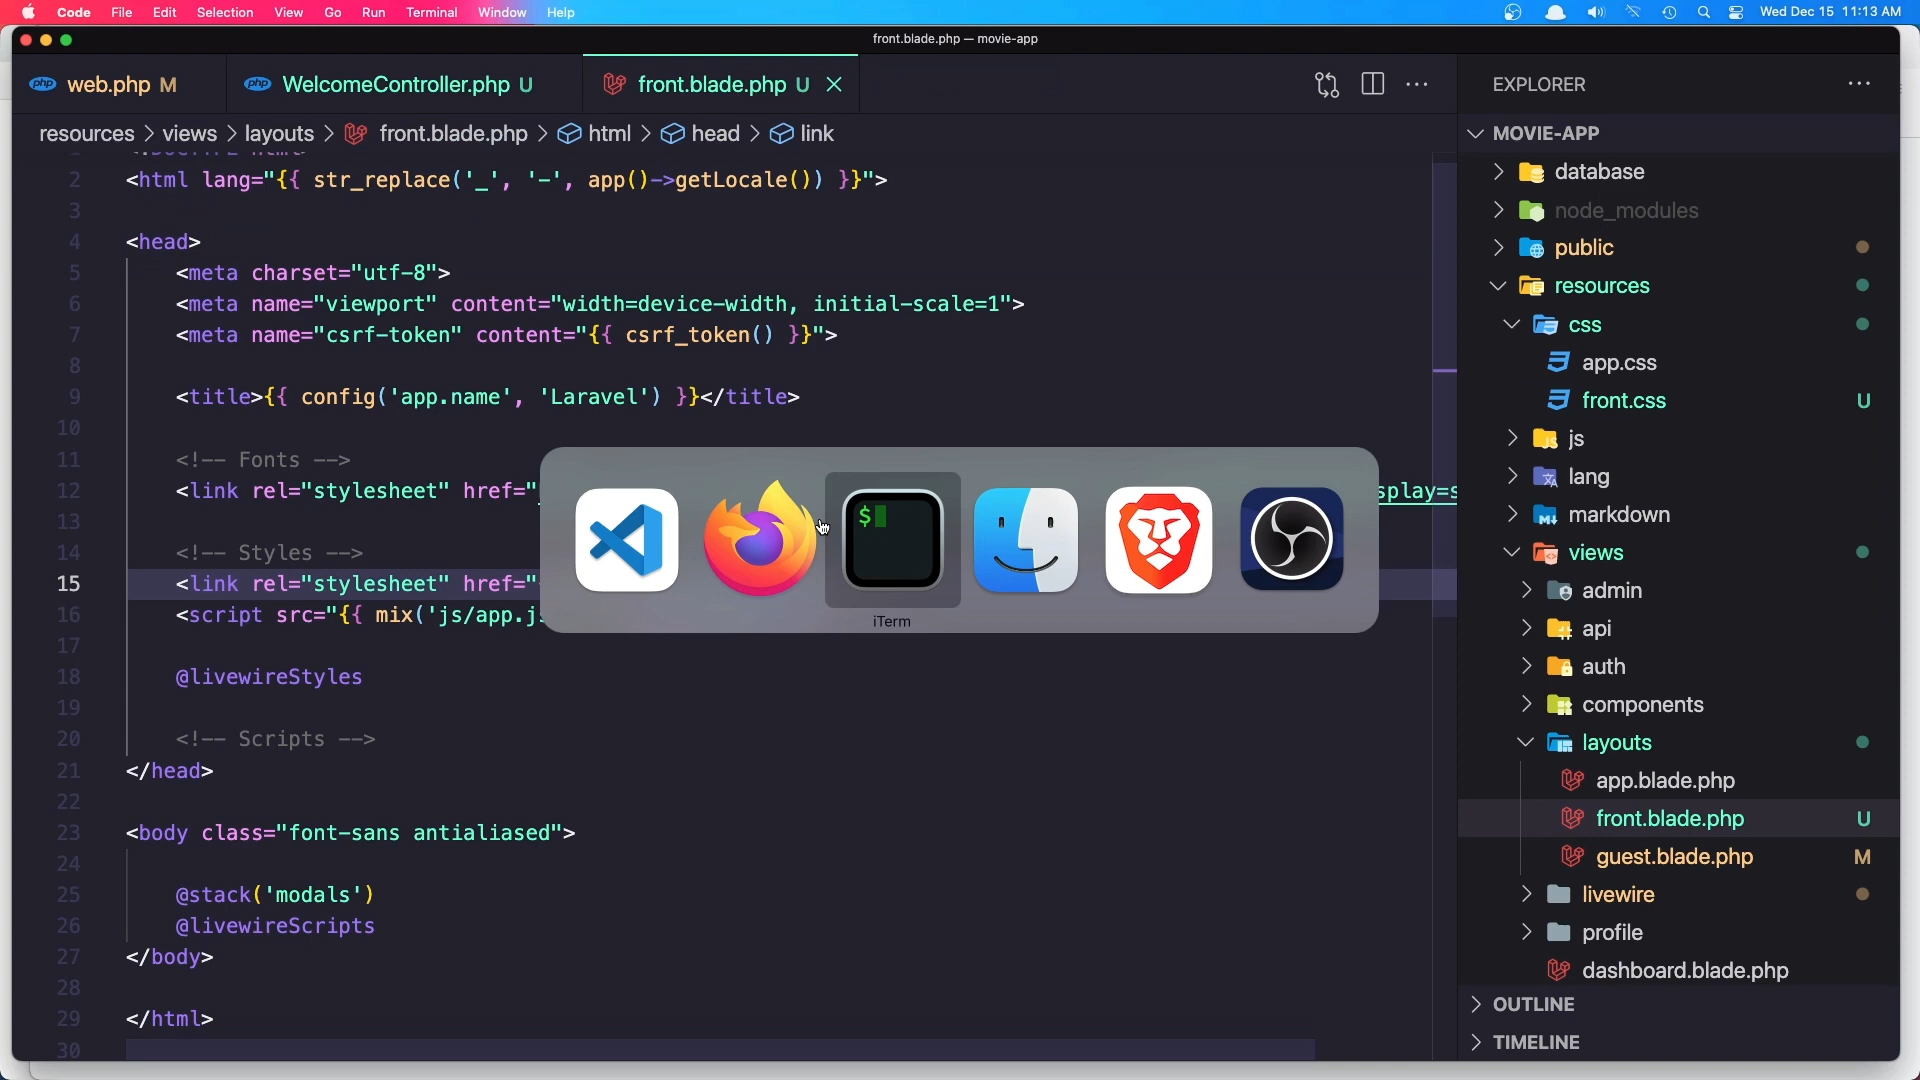 Code File Edit Selection View Go Run Terminal Window Help Wed Dec 15 11:13 AM
front.blade.php — movie-app
php web.php M php WelcomeController.php U front.blade.php U
EXPLORER
resources > views > layouts > front.blade.php > html > head > link
2 <html lang="{{ str_replace('_', '-', app()->getLocale()) }}">
3
4 <head>
5 <meta charset="utf-8">
6 <meta name="viewport" content="width=device-width, initial-scale=1">
7 <meta name="csrf-token" content="{{ csrf_token() }}">
8
9 <title>{{ config('app.name', 'Laravel') }}</title>
10
11 <!-- Fonts -->
12 <link rel="stylesheet" href="
13
14 <!-- Styles -->
15 <link rel="stylesheet" href="
16 <script src="{{ mix('js/app.js
17
18 @livewireStyles
19
20 <!-- Scripts -->
21 </head>
22
23 <body class="font-sans antialiased">
24
25 @stack('modals')
26 @livewireScripts
27 </body>
28
29 </html>
30
$
iTerm
MOVIE-APP
database
node_modules
public
resources
css
app.css
front.css U
js
lang
markdown
views
admin
api
auth
components
layouts
app.blade.php
front.blade.php U
guest.blade.php M
livewire
profile
dashboard.blade.php
OUTLINE
TIMELINE